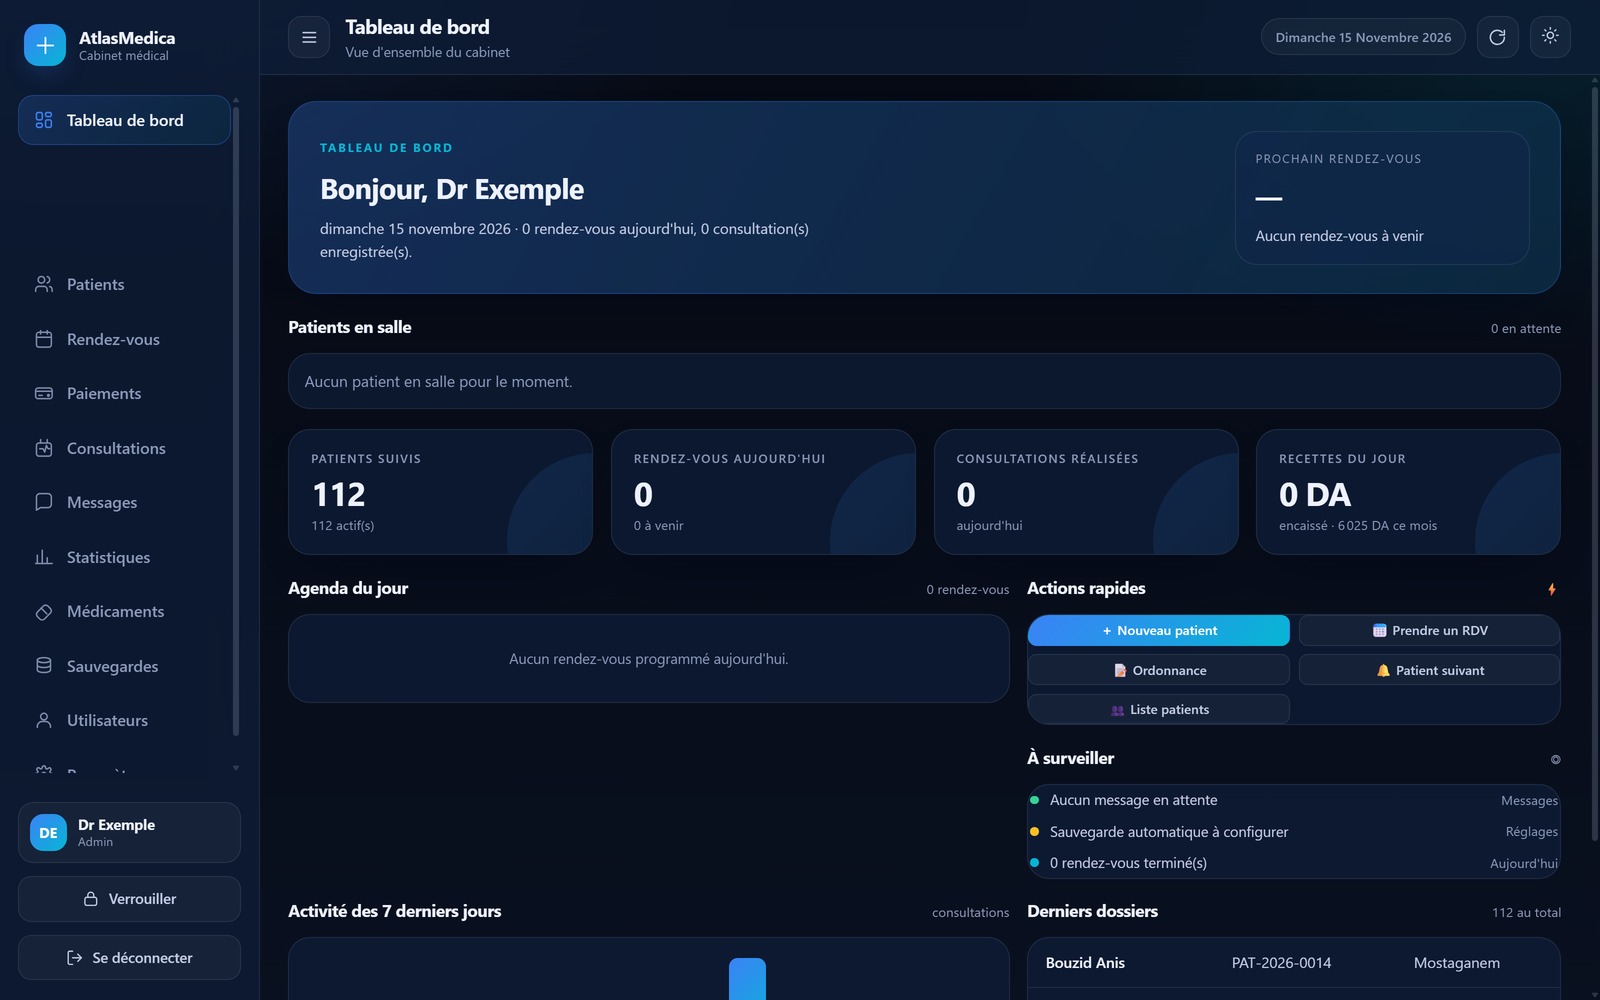 AtlasMedica
Cabinet médical
Tableau de bord
Patients
Rendez-vous
Paiements
Consultations
Messages
Statistiques
Médicaments
Sauvegardes
Utilisateurs
DE
Dr Exemple
Admin
Verrouiller
Se déconnecter
Tableau de bord
Vue d'ensemble du cabinet
Dimanche 15 Novembre 2026
TABLEAU DE BORD
Bonjour, Dr Exemple
dimanche 15 novembre 2026 · 0 rendez-vous aujourd'hui, 0 consultation(s)
enregistrée(s).
PROCHAIN RENDEZ-VOUS
—
Aucun rendez-vous à venir
Patients en salle
0 en attente
Aucun patient en salle pour le moment.
PATIENTS SUIVIS
112
112 actif(s)
RENDEZ-VOUS AUJOURD'HUI
0
0 à venir
CONSULTATIONS RÉALISÉES
0
aujourd'hui
RECETTES DU JOUR
0 DA
encaissé · 6 025 DA ce mois
Agenda du jour
0 rendez-vous
Aucun rendez-vous programmé aujourd'hui.
Actions rapides
+ Nouveau patient
Prendre un RDV
Ordonnance
Patient suivant
Liste patients
À surveiller
Aucun message en attente
Messages
Sauvegarde automatique à configurer
Réglages
0 rendez-vous terminé(s)
Aujourd'hui
Activité des 7 derniers jours
consultations
Derniers dossiers
112 au total
Bouzid Anis
PAT-2026-0014
Mostaganem